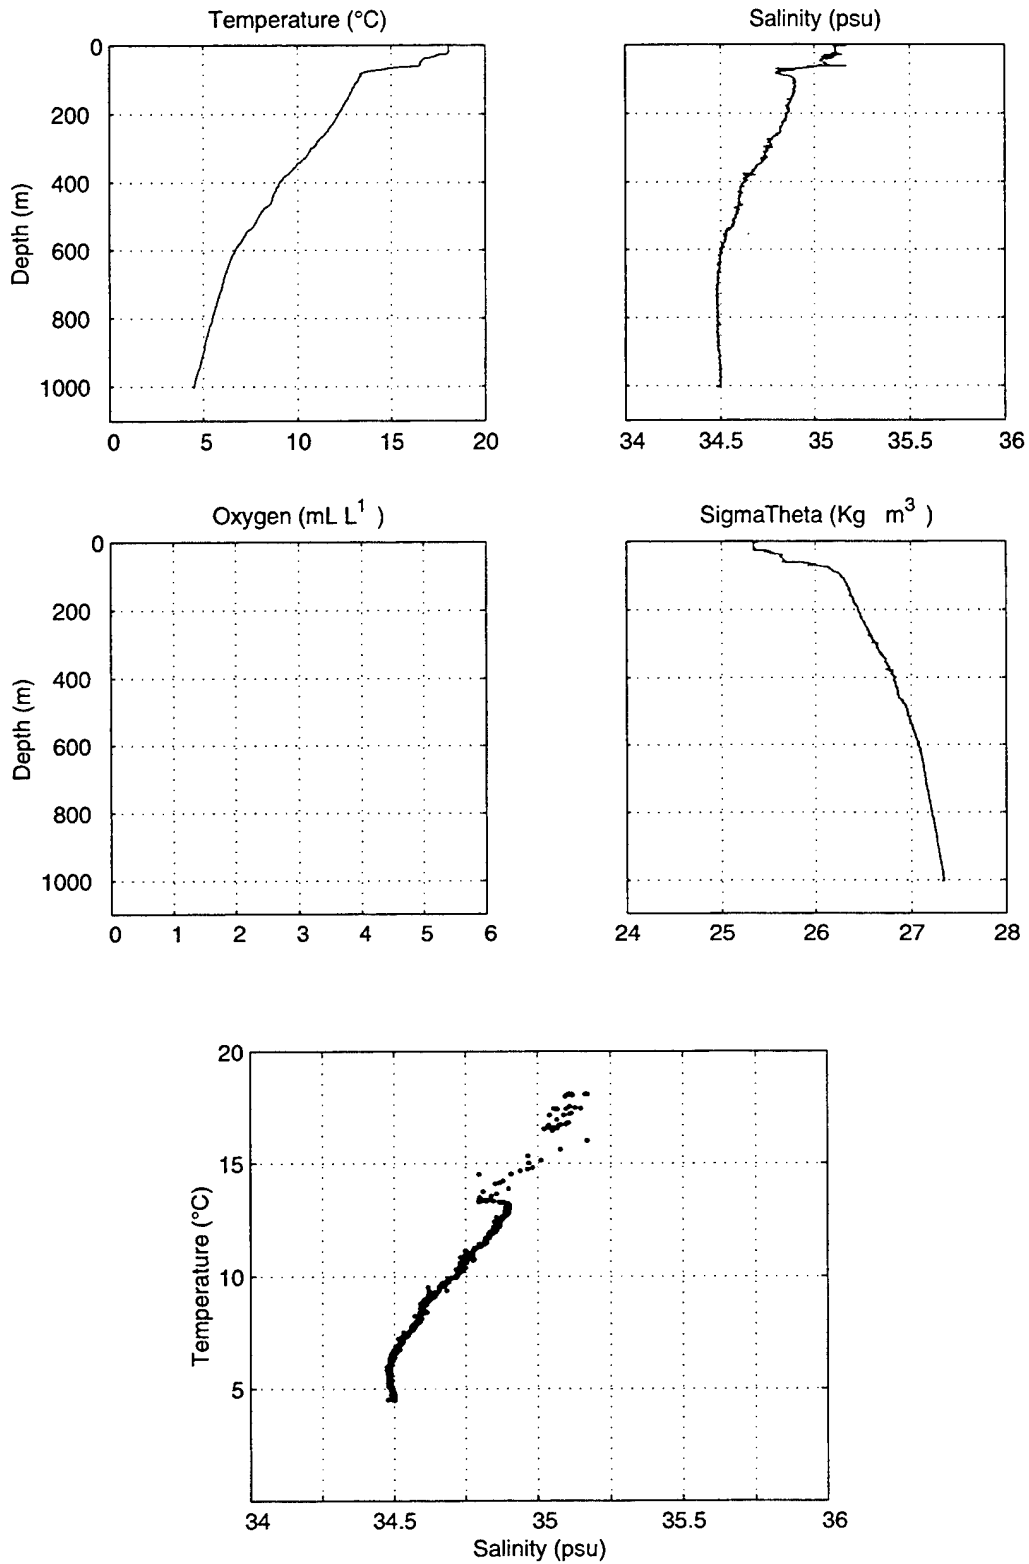 Temperature (°C)
Salinity (psu)
0
200
400
600
800
1000
Depth (m)
0 5 10 15 20
34 34.5 35 35.5 36
Oxygen (mL L1 )
SigmaTheta (Kg m3 )
0
200
400
600
800
1000
Depth (m)
0 1 2 3 4 5 6
24 25 26 27 28
20
15
10
5
Temperature (°C)
34 34.5 35 35.5 36
Salinity (psu)